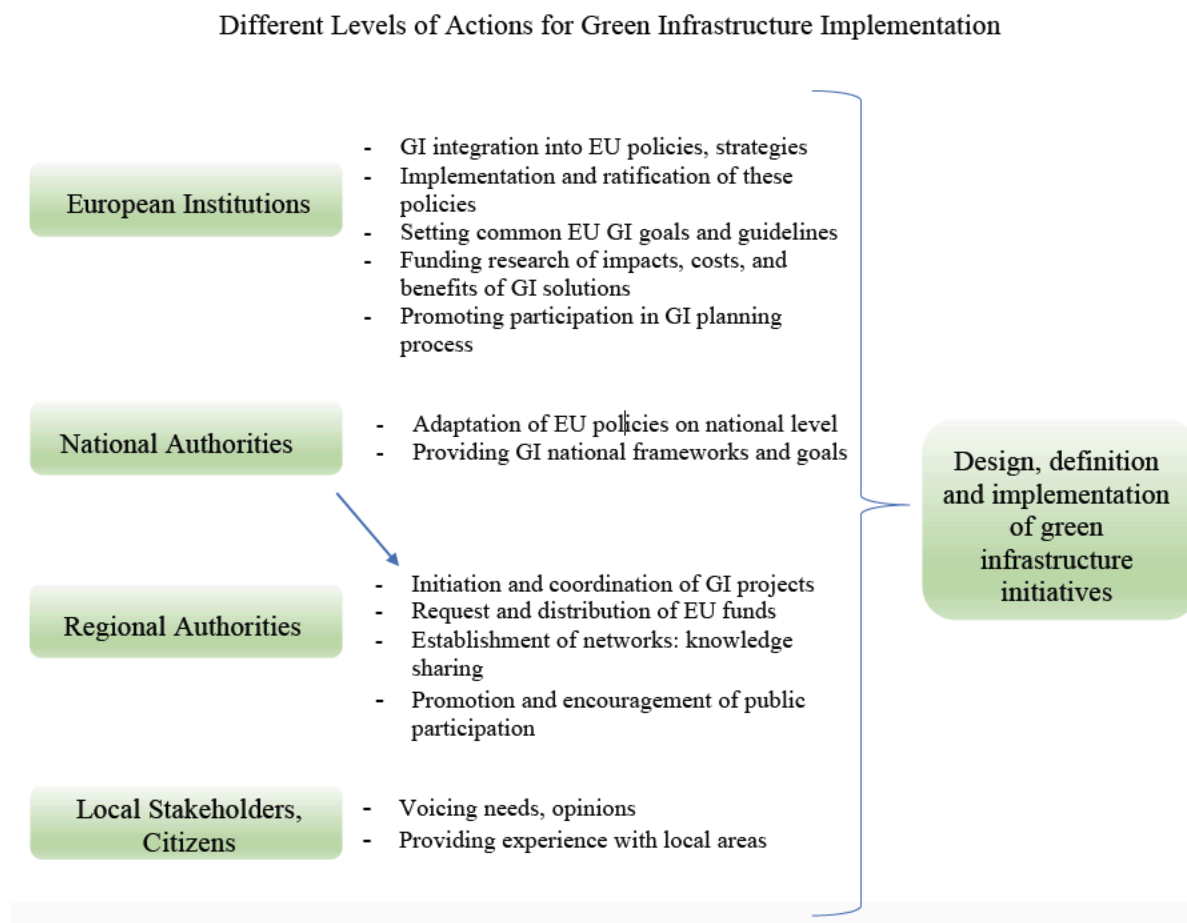 Different Levels of Actions for Green Infrastructure Implementation
European Institutions
- GI integration into EU policies, strategies
- Implementation and ratification of these
policies
- Setting common EU GI goals and guidelines
- Funding research of impacts, costs, and
benefits of GI solutions
- Promoting participation in GI planning
process
National Authorities
- Adaptation of EU policies on national level
- Providing GI national frameworks and goals
Regional Authorities
- Initiation and coordination of GI projects
- Request and distribution of EU funds
- Establishment of networks: knowledge
sharing
- Promotion and encouragement of public
participation
Local Stakeholders,
Citizens
- Voicing needs, opinions
- Providing experience with local areas
Design, definition
and implementation
of green
infrastructure
initiatives